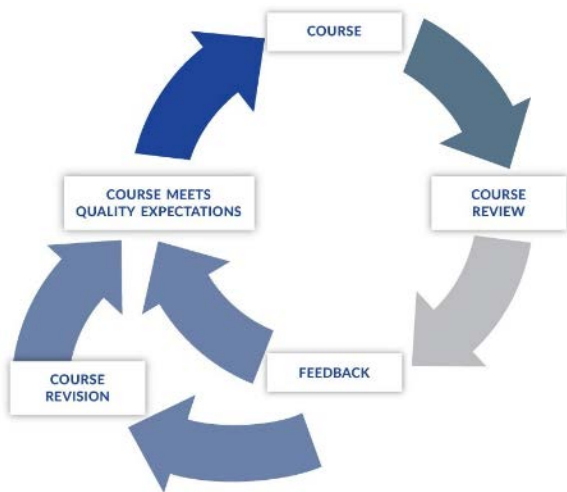 COURSE
COURSE MEETS
QUALITY EXPECTATIONS
COURSE
REVIEW
FEEDBACK
COURSE
REVISION